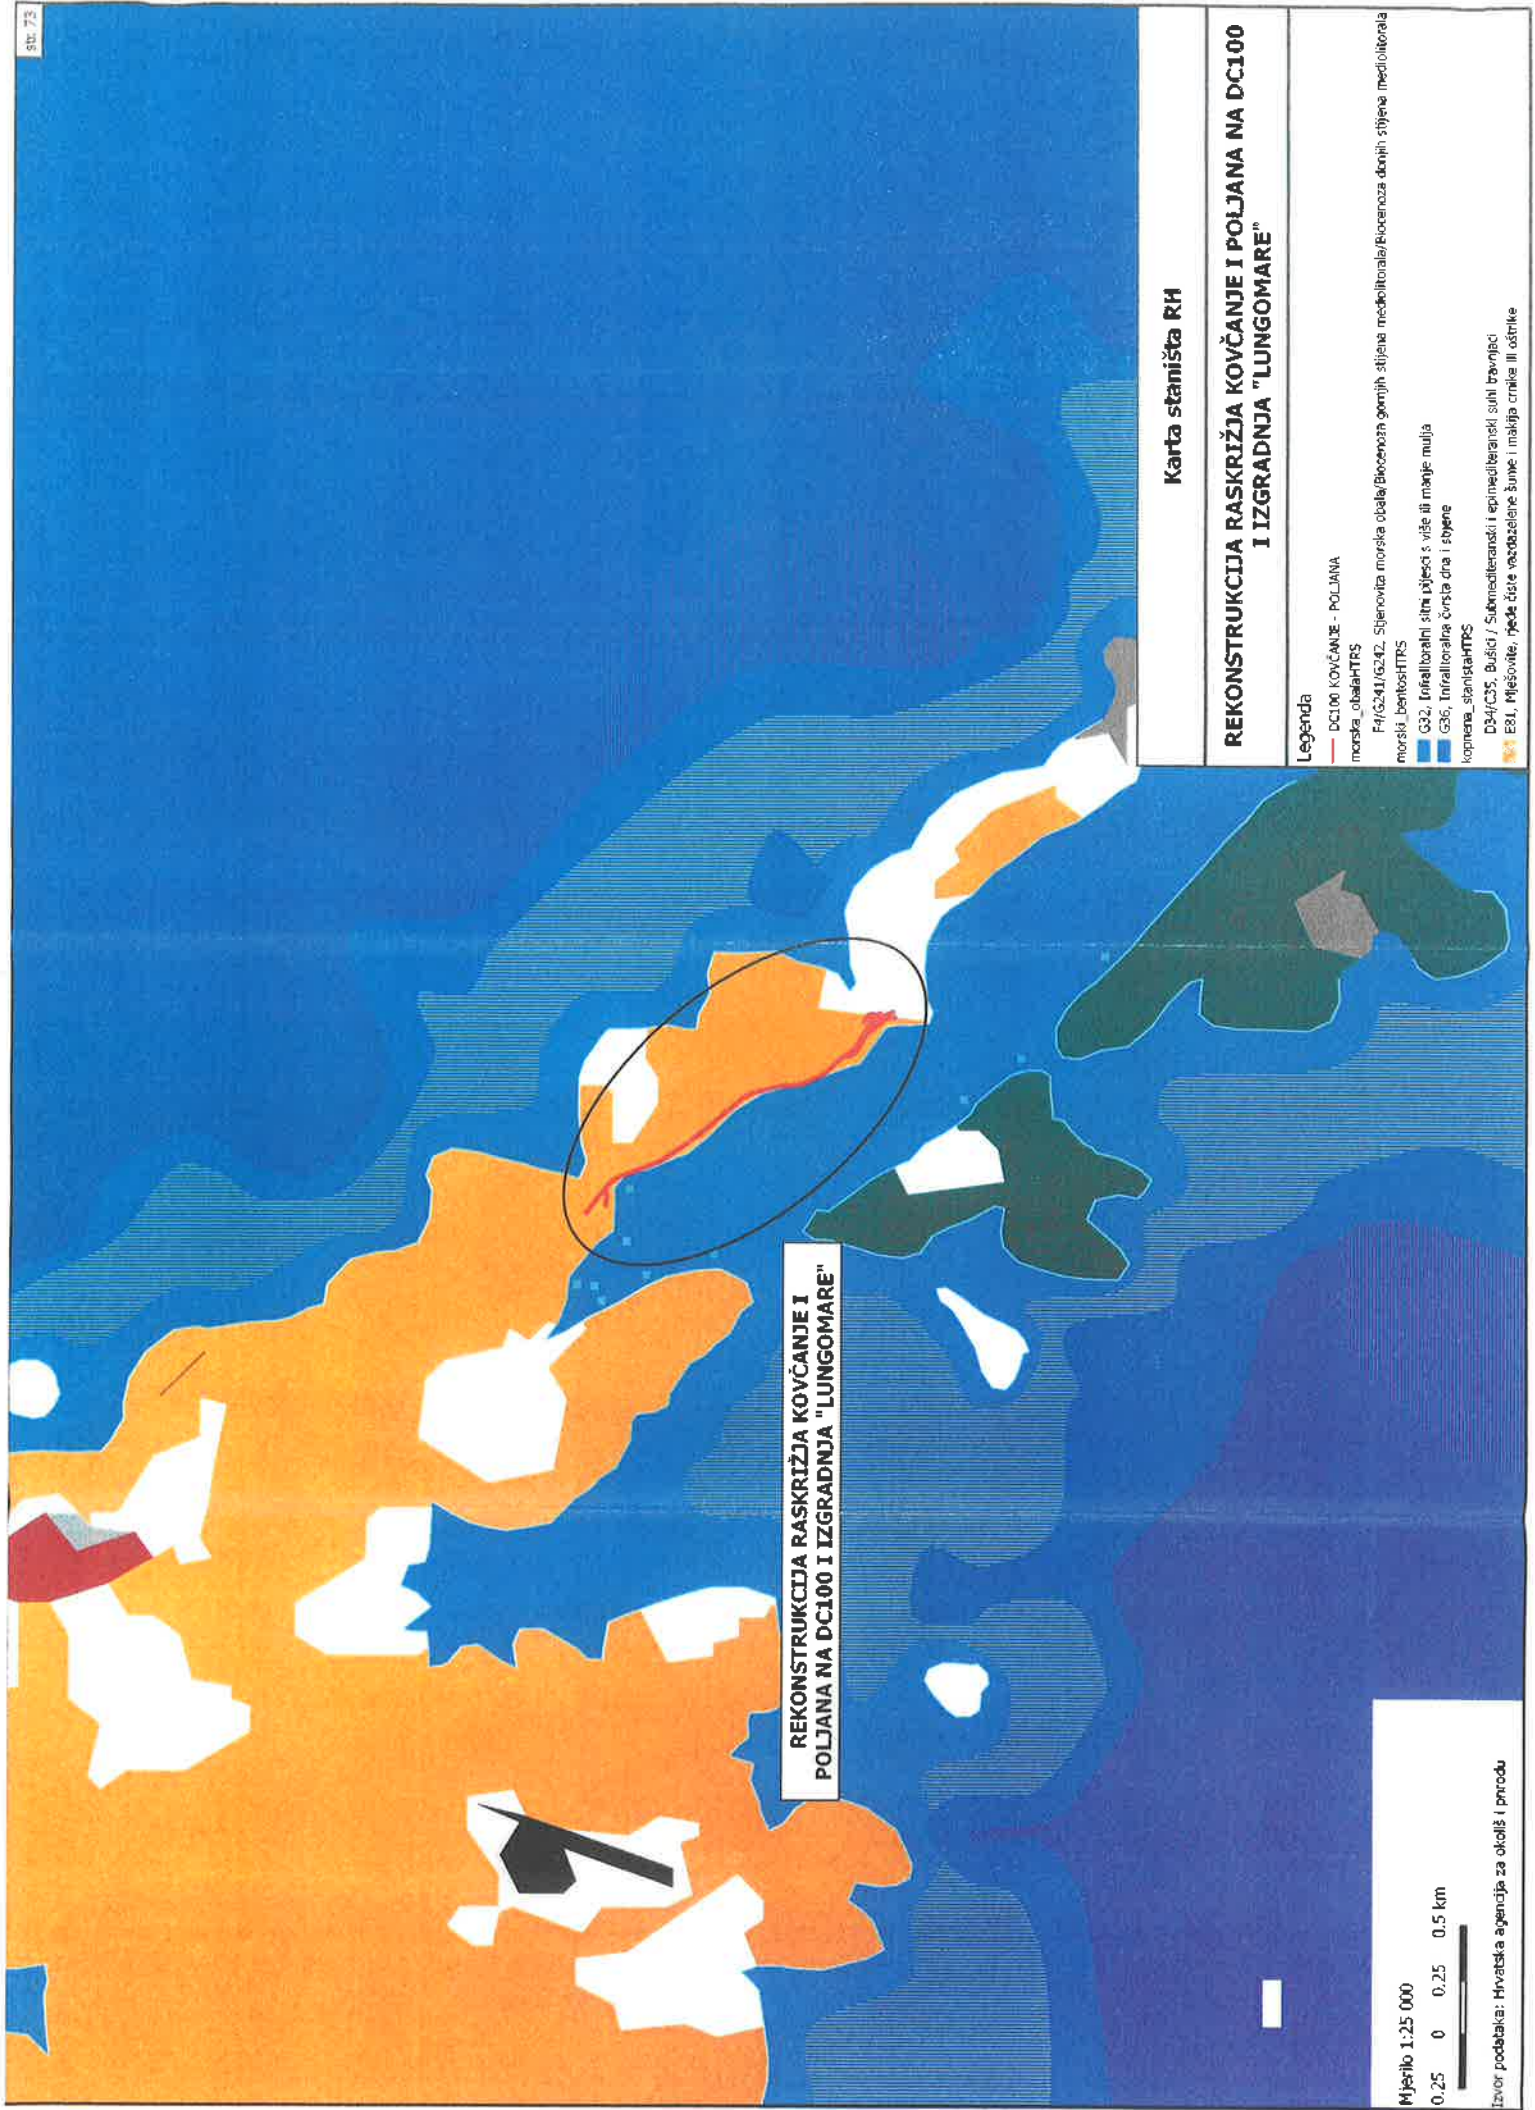 str. 73
REKONSTRUKCIJA RASKRIŽJA KOVČANJE I
POLJANA NA DC100 I IZGRADNJA "LUNGOMARE"
Karta staništa RH
REKONSTRUKCIJA RASKRIŽJA KOVČANJE I POLJANA NA DC100
I IZGRADNJA "LUNGOMARE"
Legenda
DC100 KOVČANJE - POLJANA
morska_obalaHTRS
F4/G241/G242, Stjenovita morska obala/Biocenoza gornjih stijena mediolitorala/Biocenoza donjih stijena mediolitorala
morski_bentosHTRS
G32, Infralitoralni sitni pijesci s više ili manje mulja
G36, Infralitoralna čvrsta dna i stijene
kopnena_stanistaHTRS
D34/C35, Bušici / Submediteranski i epimediteranski suhi travnjaci
E81, Mješovite, rjeđe čiste vazdazelene šume i makija crnike ili oštrike
Mjerilo 1:25 000
0.25 0 0.25 0.5 km
Izvor podataka: Hrvatska agencija za okoliš i prirodu